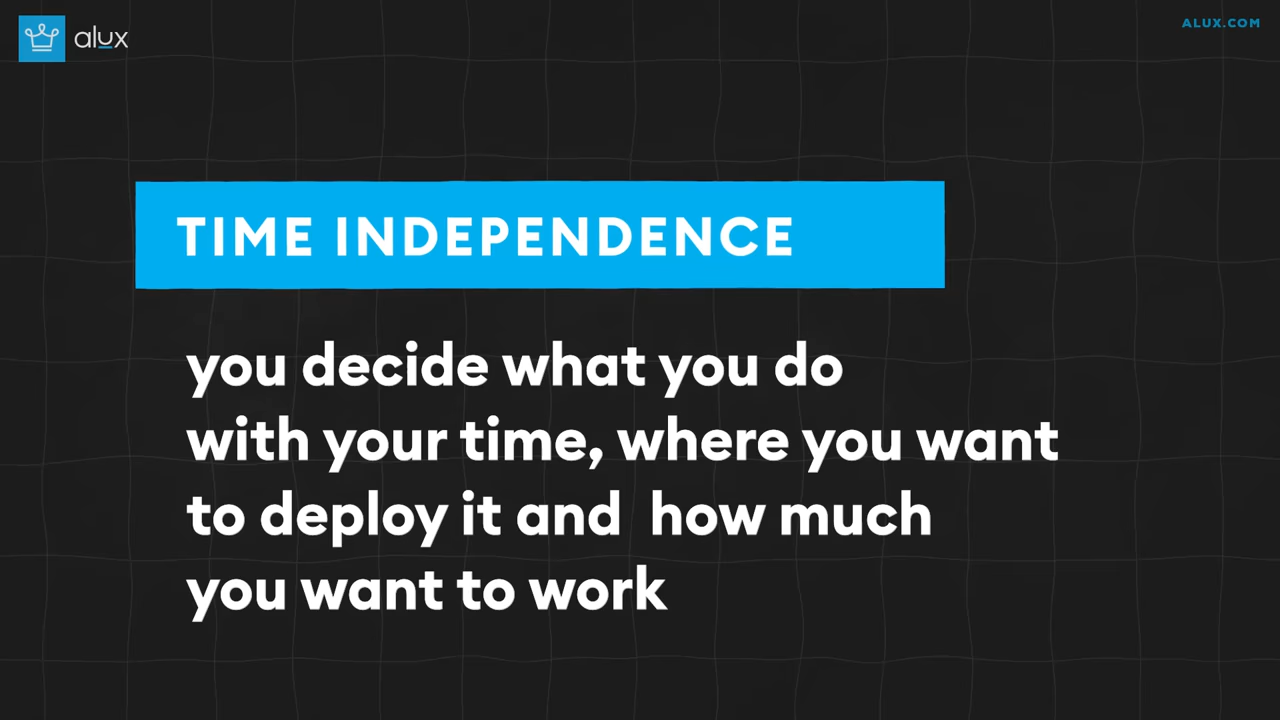 alux
ALUX.COM
TIME INDEPENDENCE
you decide what you do
with your time, where you want
to deploy it and  how much
you want to work